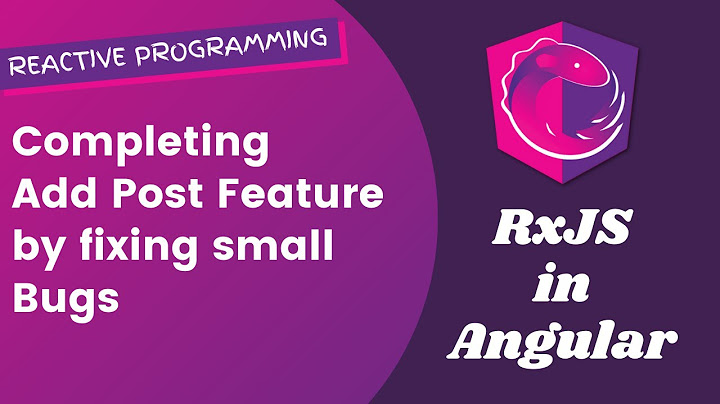 REACTIVE PROGRAMMING
Completing
Add Post Feature
by fixing small
Bugs
RxJS
in
Angular